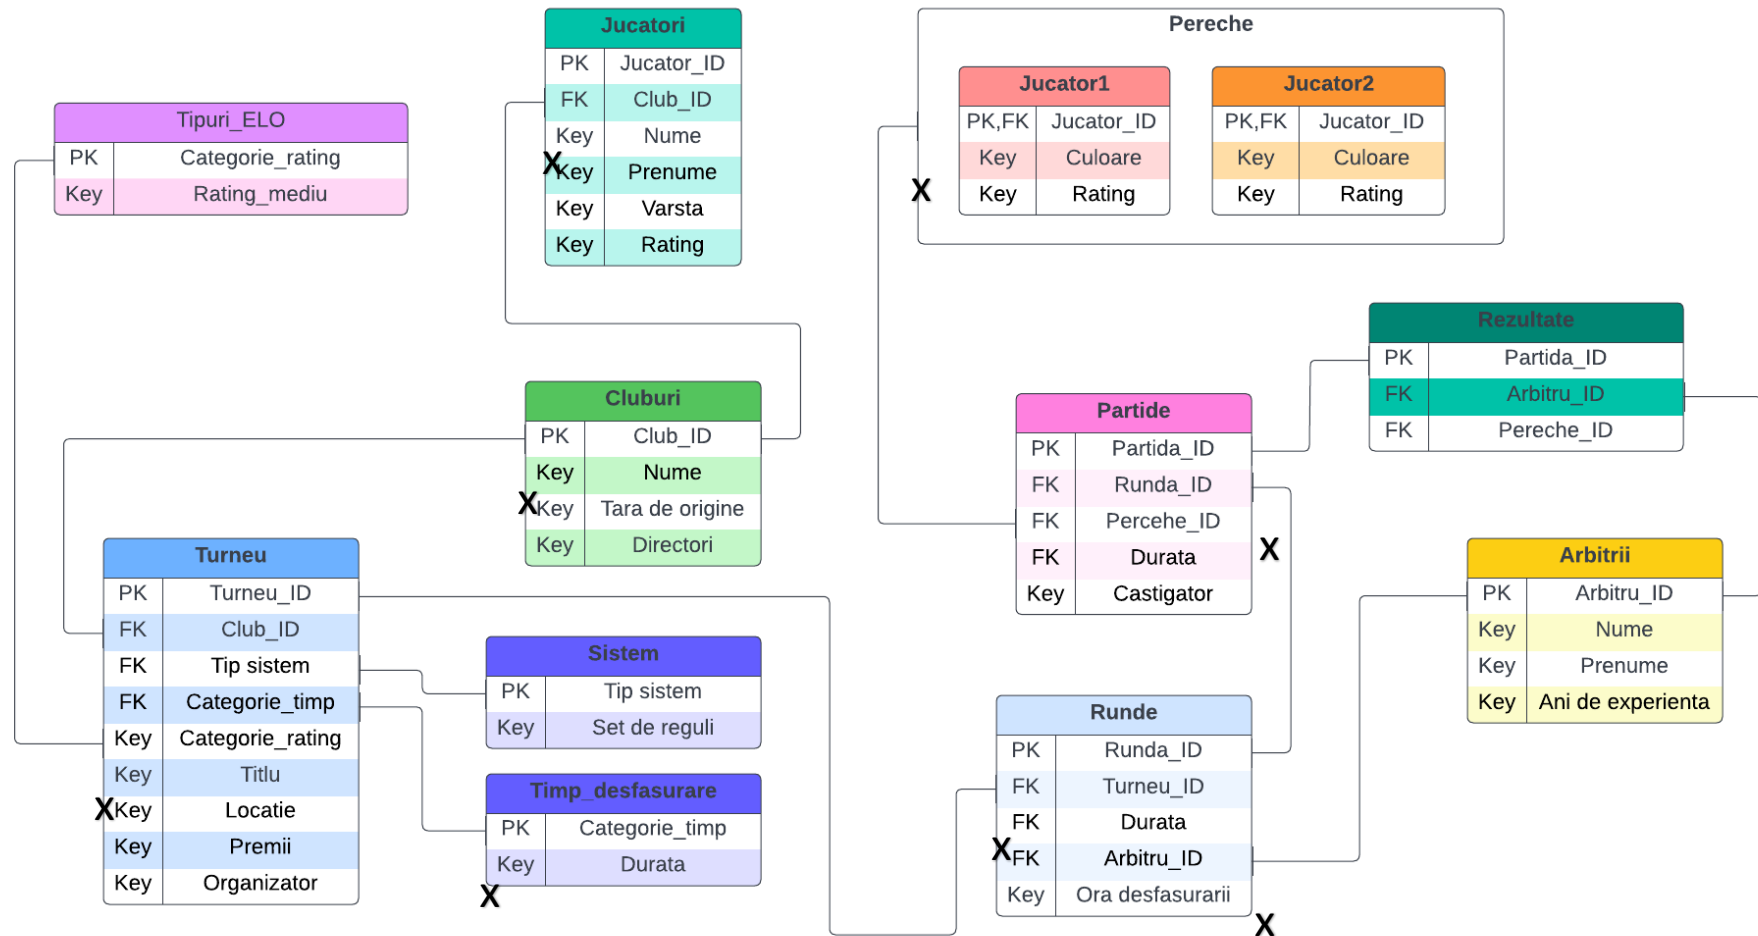 Jucatori
PK Jucator_ID
FK Club_ID
Key Nume
X
Key Prenume
Key Varsta
Key Rating
Pereche
Jucator1
PK,FK Jucator_ID
Key Culoare
Key Rating
Jucator2
PK,FK Jucator_ID
Key Culoare
Key Rating
X
Tipuri_ELO
PK Categorie_rating
Key Rating_mediu
Rezultate
PK Partida_ID
FK Arbitru_ID
FK Pereche_ID
Cluburi
PK Club_ID
Key Nume
X
Key Tara de origine
Key Directori
Partide
PK Partida_ID
FK Runda_ID
FK Percehe_ID
FK Durata
Key Castigator
X
Turneu
PK Turneu_ID
FK Club_ID
FK Tip sistem
FK Categorie_timp
Key Categorie_rating
Key Titlu
X
Key Locatie
Key Premii
Key Organizator
Sistem
PK Tip sistem
Key Set de reguli
Timp_desfasurare
PK Categorie_timp
Key Durata
X
Arbitrii
PK Arbitru_ID
Key Nume
Key Prenume
Key Ani de experienta
Runde
PK Runda_ID
FK Turneu_ID
FK Durata
X
FK Arbitru_ID
Key Ora desfasurarii
X